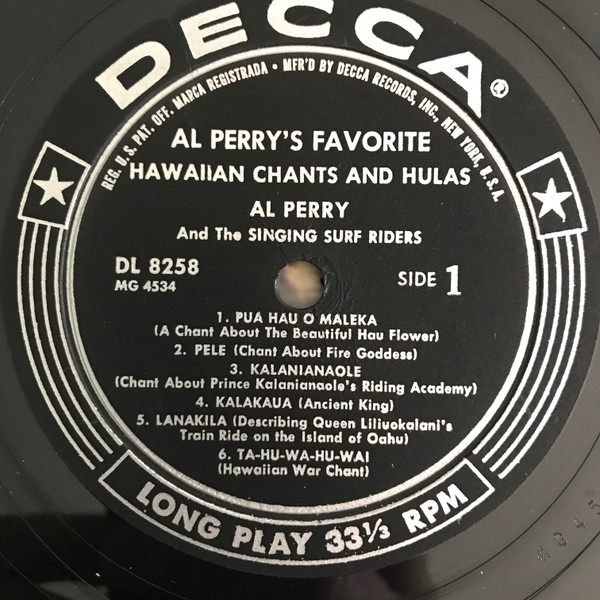 DECCA®
REG. U.S. PAT. OFF. MARCA REGISTRADA • MFR'D BY DECCA RECORDS, INC., NEW YORK, U.S.A.
AL PERRY'S FAVORITE
HAWAIIAN CHANTS AND HULAS
AL PERRY
And The SINGING SURF RIDERS
DL 8258
MG 4534
SIDE 1
1. PUA HAU O MALEKA
(A Chant About The Beautiful Hau Flower)
2. PELE (Chant About Fire Goddess)
3. KALANIANAOLE
(Chant About Prince Kalanianaole's Riding Academy)
4. KALAKAUA (Ancient King)
5. LANAKILA (Describing Queen Liliuokalani's
Train Ride on the Island of Oahu)
6. TA-HU-WA-HU-WAI
(Hawaiian War Chant)
LONG PLAY 33⅓ RPM